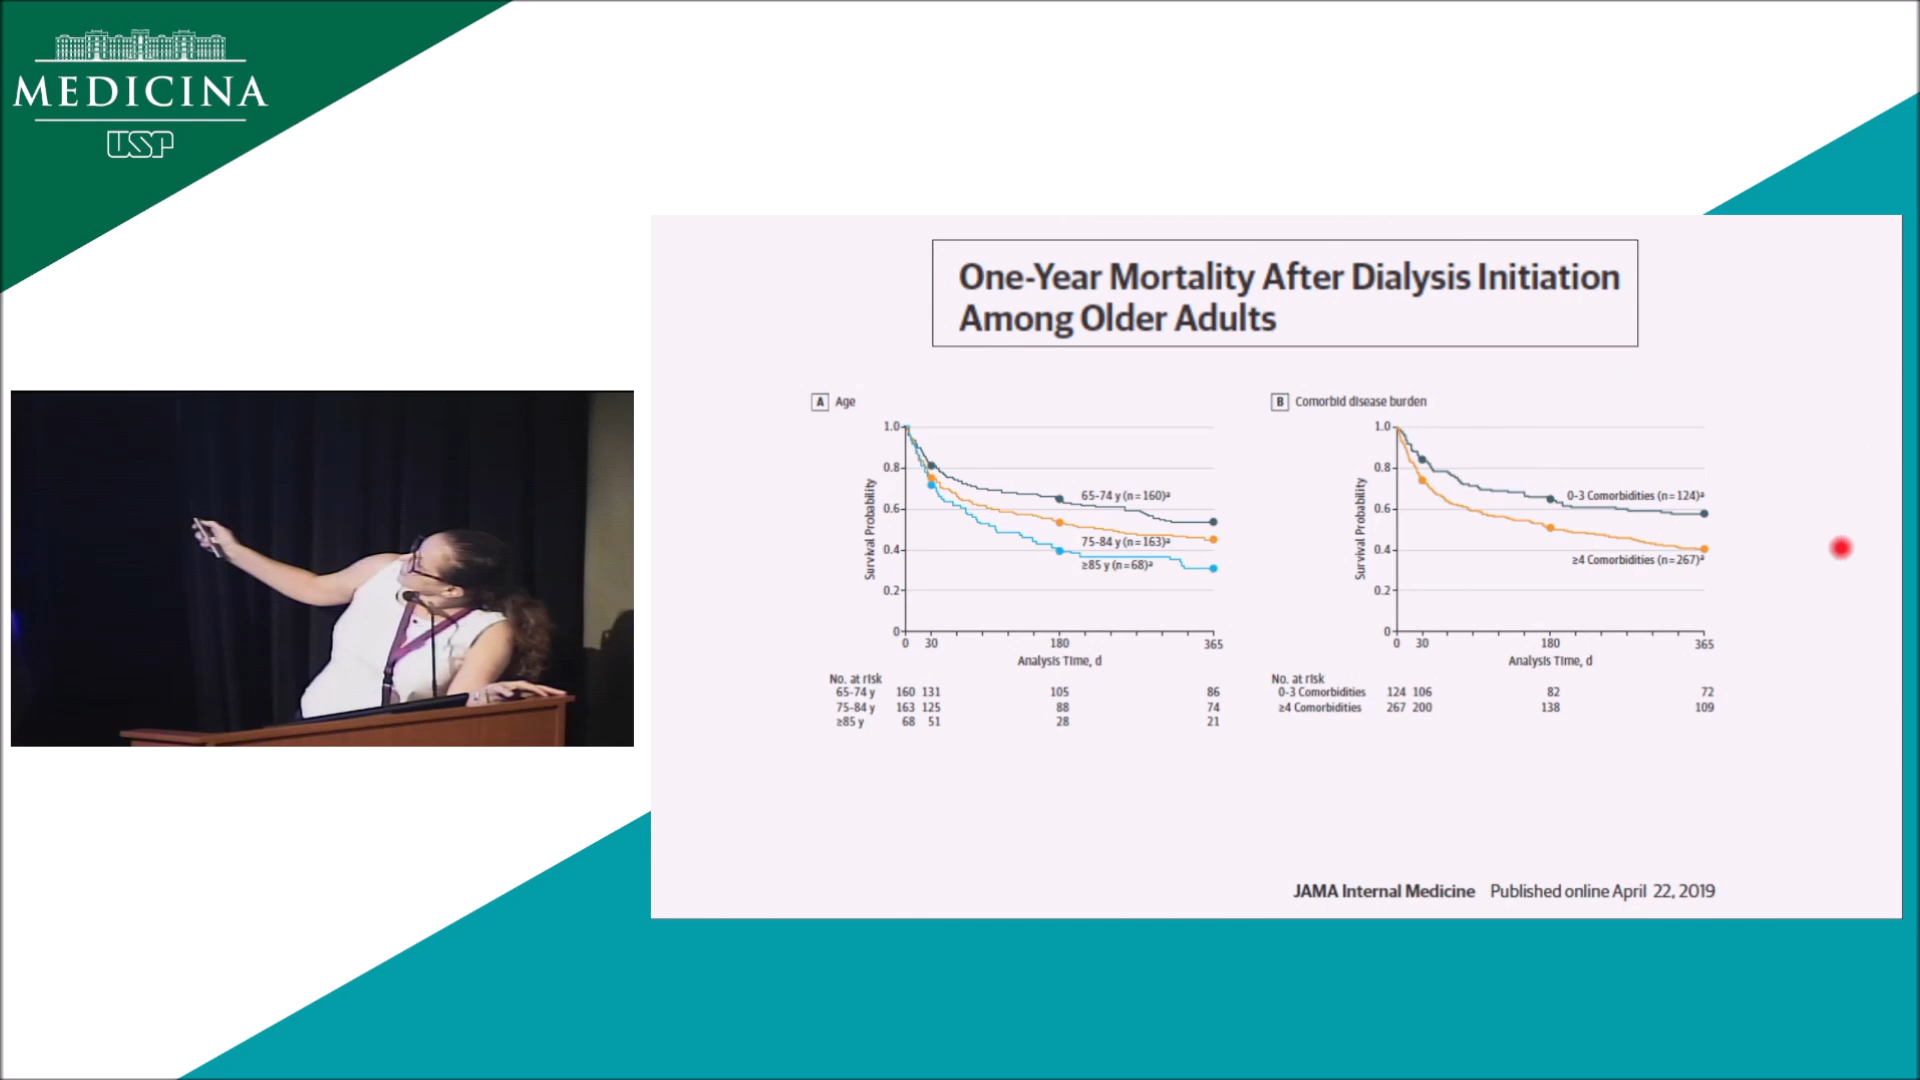 MEDICINA
USP
One-Year Mortality After Dialysis Initiation
Among Older Adults
A Age
1.0
0.8
0.6
0.4
0.2
0
Survival Probability
65-74 y (n=160)ª
75-84 y (n=163)ª
≥85 y (n=68)ª
0 30 180 365
Analysis Time, d
No. at risk
65-74 y 160 131 105 86
75-84 y 163 125 88 74
≥85 y 68 51 28 21
B Comorbid disease burden
1.0
0.8
0.6
0.4
0.2
0
Survival Probability
0-3 Comorbidities (n=124)ª
≥4 Comorbidities (n=267)ª
0 30 180 365
Analysis Time, d
No. at risk
0-3 Comorbidities 124 106 82 72
≥4 Comorbidities 267 200 138 109
JAMA Internal Medicine Published online April 22, 2019